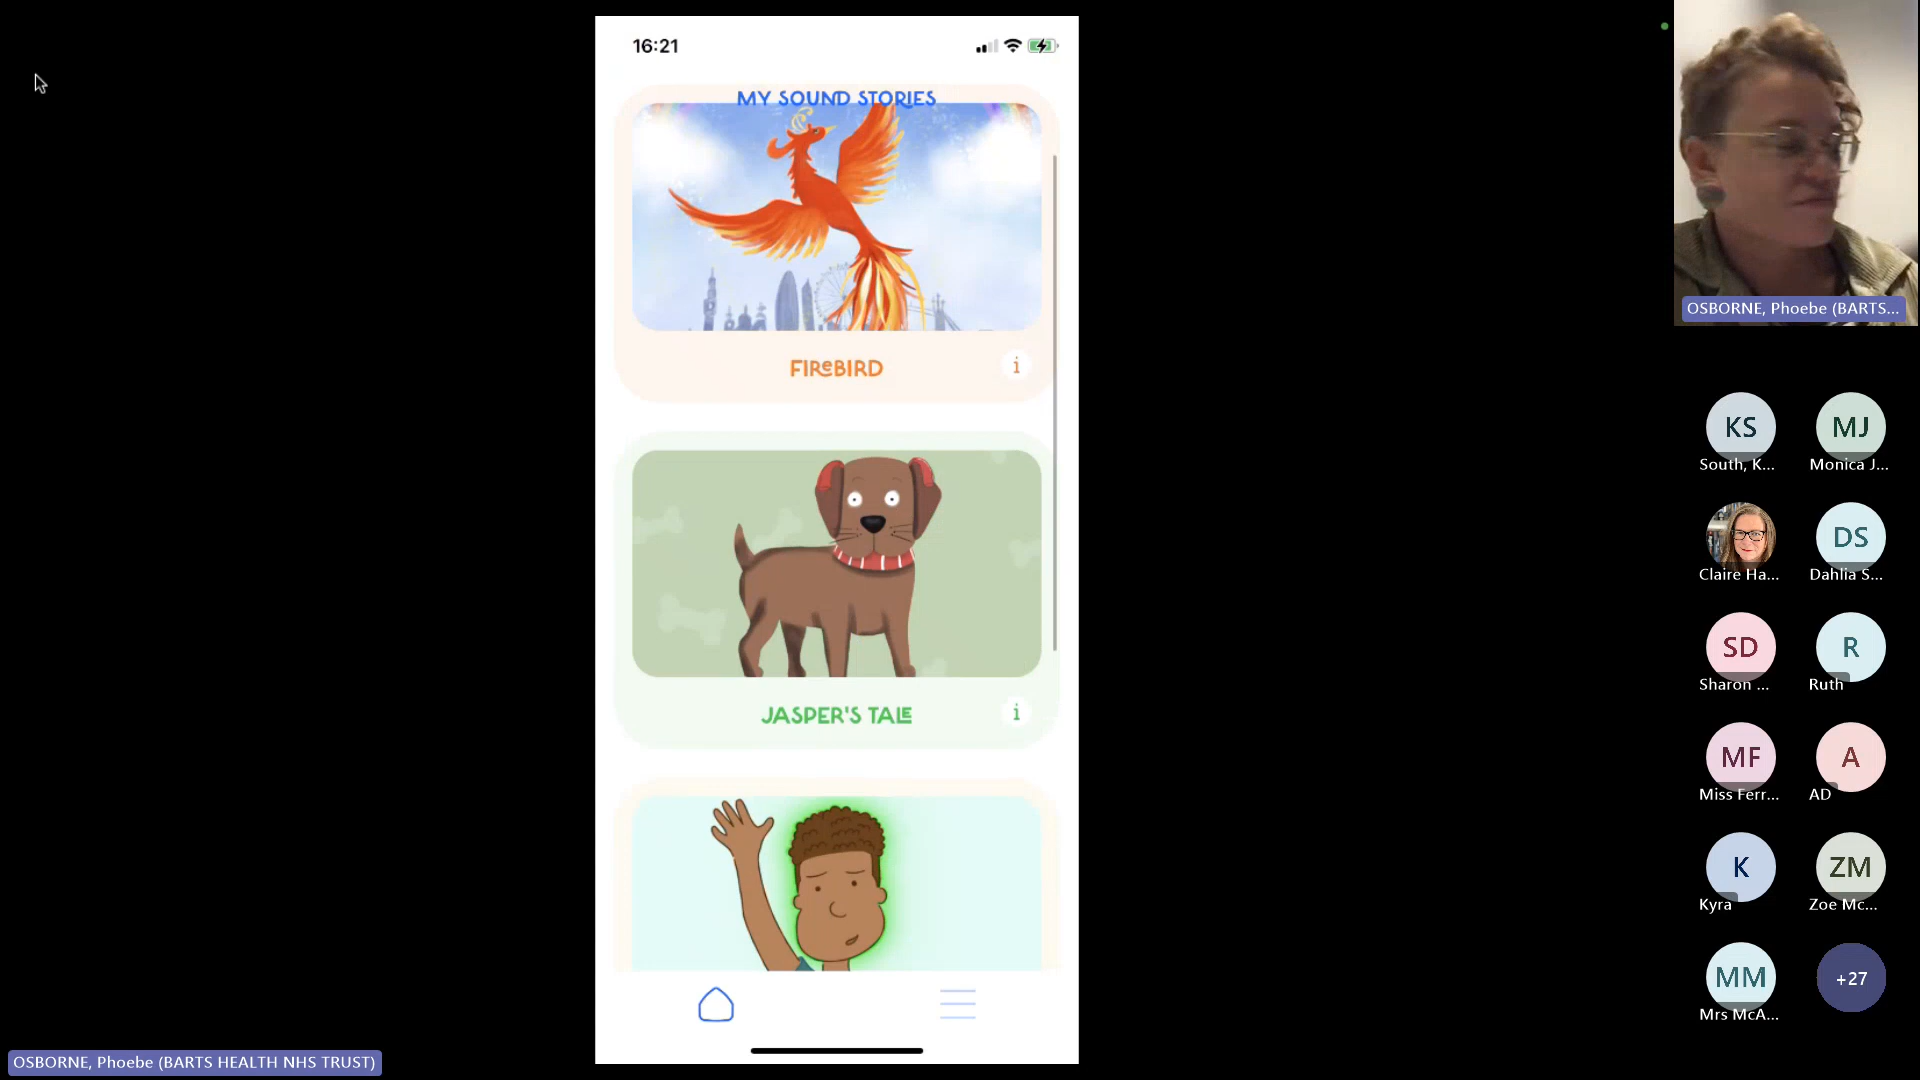 16:21
MY SOUND STORIES
FIREBIRD
i
JASPER'S TALE
i
OSBORNE, Phoebe (BARTS...
KS
South, K...
MJ
Monica J...
Claire Ha...
DS
Dahlia S...
SD
Sharon ...
R
Ruth
MF
Miss Ferr...
A
AD
K
Kyra
ZM
Zoe Mc...
MM
Mrs McA...
+27
OSBORNE, Phoebe (BARTS HEALTH NHS TRUST)